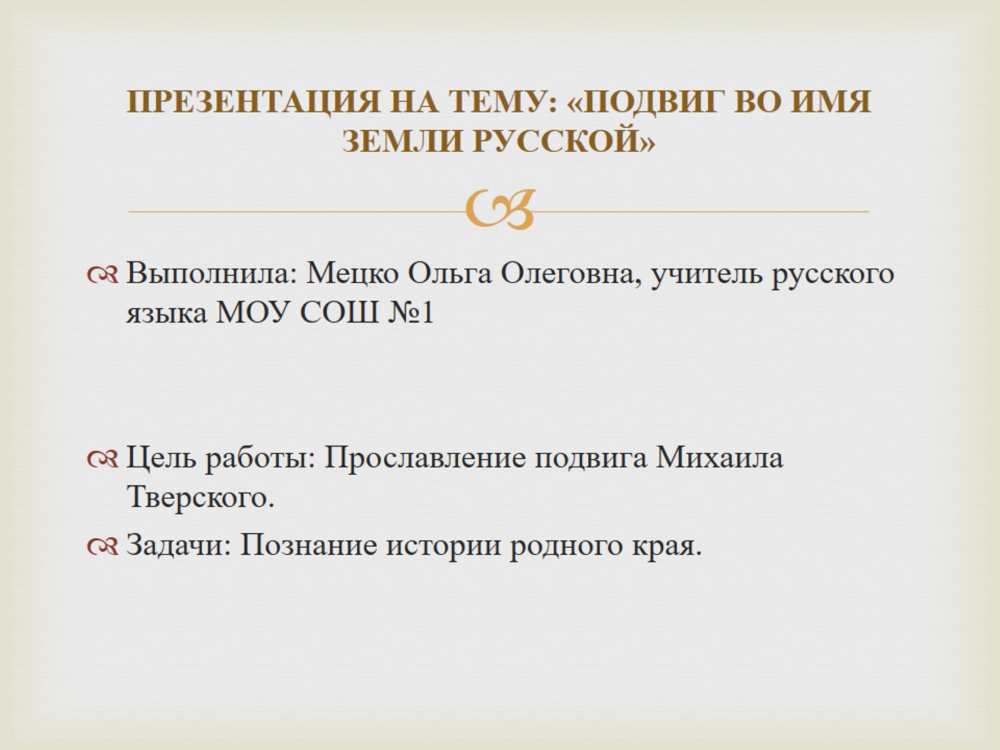 ПРЕЗЕНТАЦИЯ НА ТЕМУ: «ПОДВИГ ВО ИМЯ
ЗЕМЛИ РУССКОЙ»
Выполнила: Мецко Ольга Олеговна, учитель русского
языка МОУ СОШ №1
Цель работы: Прославление подвига Михаила
Тверского.
Задачи: Познание истории родного края.